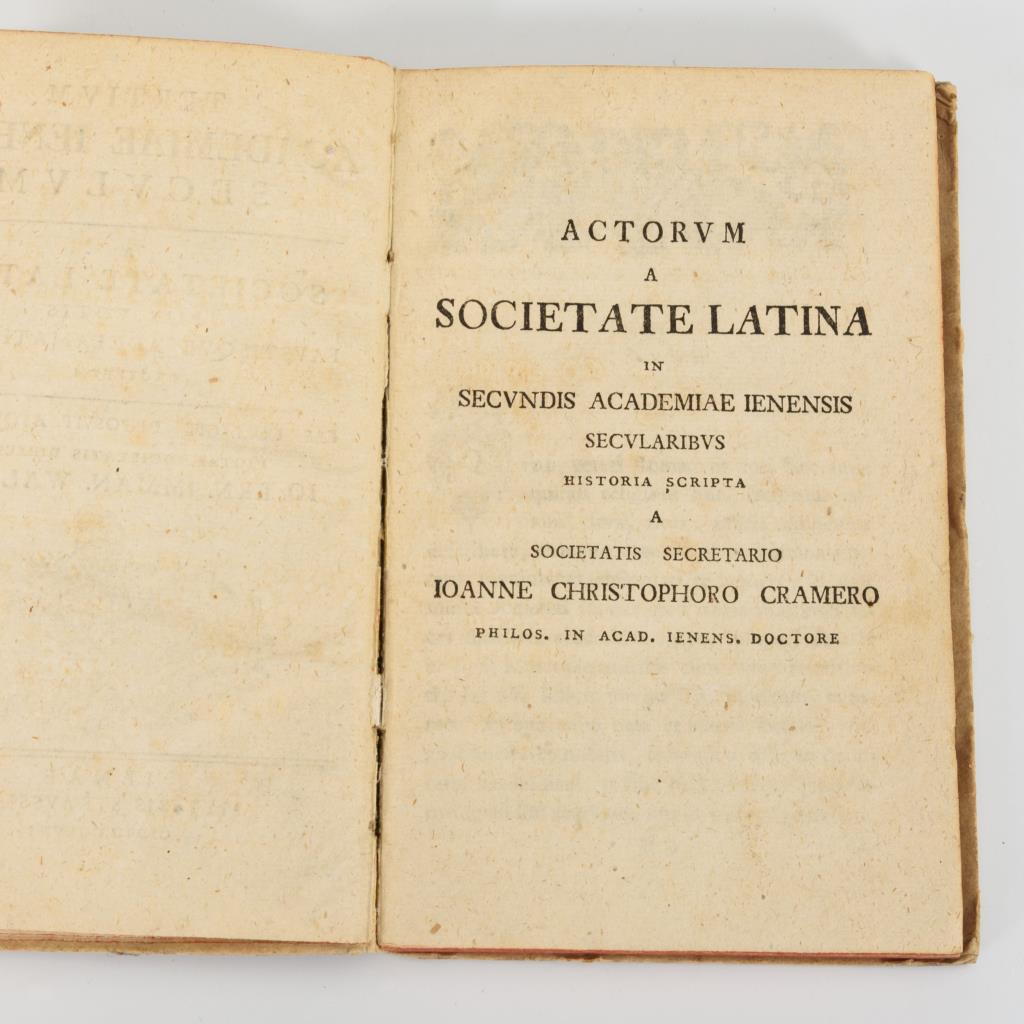 ACTORVM
A
SOCIETATE LATINA
IN
SECVNDIS ACADEMIAE IENENSIS
SECVLARIBVS
HISTORIA SCRIPTA
A
SOCIETATIS SECRETARIO
IOANNE CHRISTOPHORO CRAMERO
PHILOS. IN ACAD. IENENS. DOCTORE